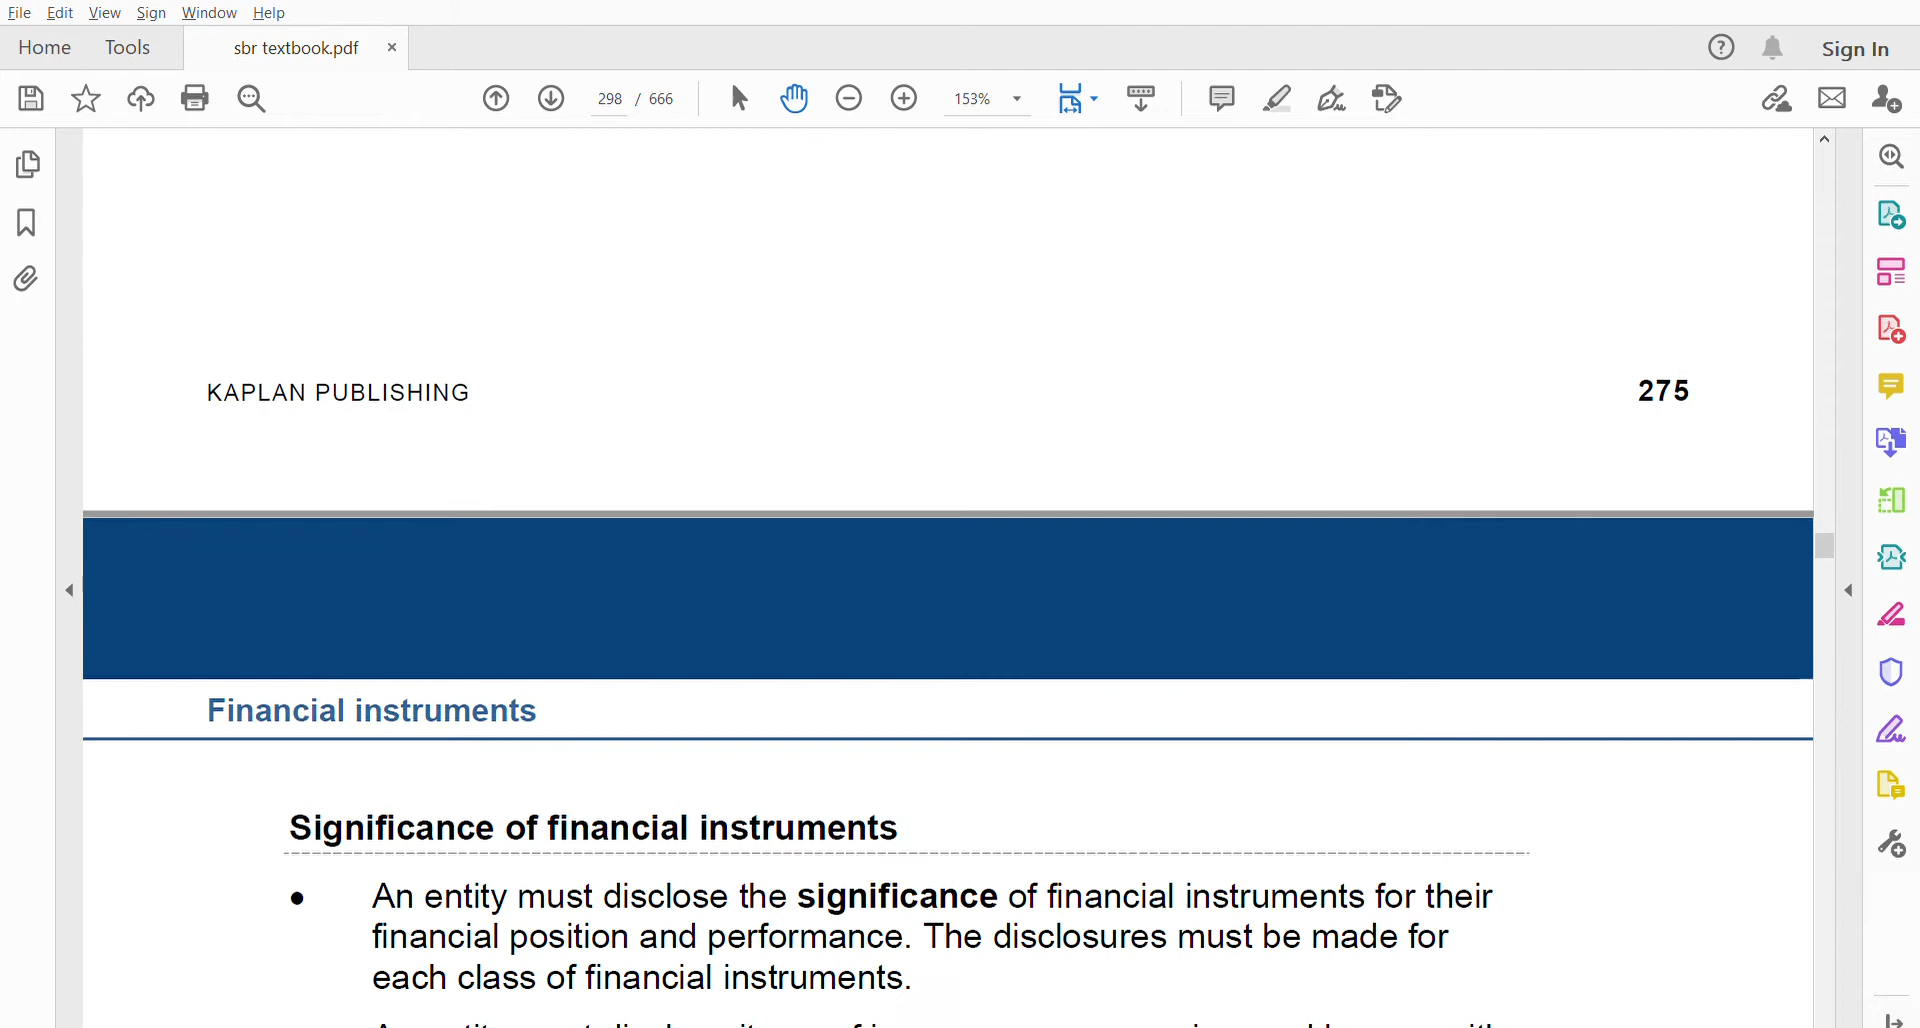 File Edit View Sign Window Help
Home Tools sbr textbook.pdf Sign In
298 / 666 153%
KAPLAN PUBLISHING 275
Financial instruments
Significance of financial instruments
• An entity must disclose the significance of financial instruments for their
financial position and performance. The disclosures must be made for
each class of financial instruments.